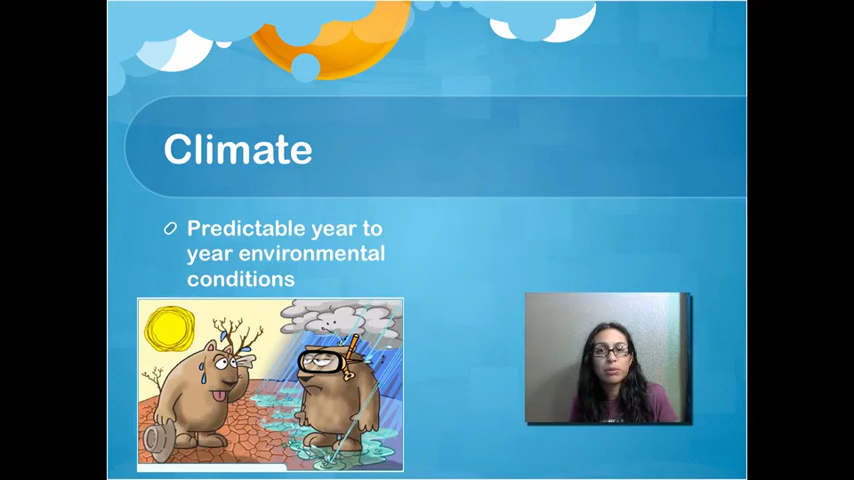 Climate
Predictable year to
year environmental
conditions